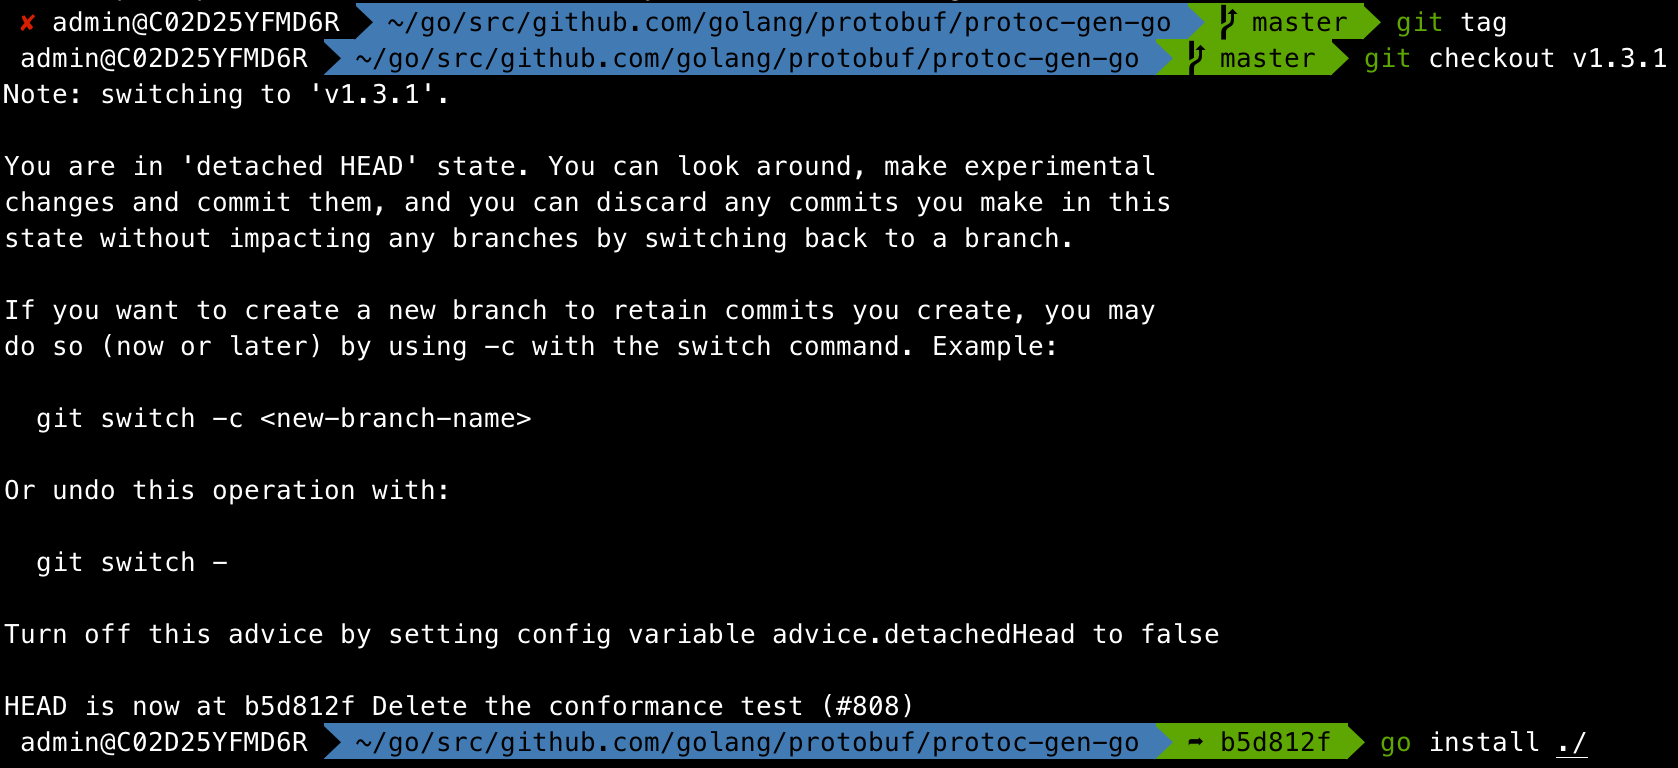 ✘ admin@C02D25YFMD6R ~/go/src/github.com/golang/protobuf/protoc-gen-go master git tag
admin@C02D25YFMD6R ~/go/src/github.com/golang/protobuf/protoc-gen-go master git checkout v1.3.1
Note: switching to 'v1.3.1'.
You are in 'detached HEAD' state. You can look around, make experimental
changes and commit them, and you can discard any commits you make in this
state without impacting any branches by switching back to a branch.
If you want to create a new branch to retain commits you create, you may
do so (now or later) by using -c with the switch command. Example:
git switch -c <new-branch-name>
Or undo this operation with:
git switch -
Turn off this advice by setting config variable advice.detachedHead to false
HEAD is now at b5d812f Delete the conformance test (#808)
admin@C02D25YFMD6R ~/go/src/github.com/golang/protobuf/protoc-gen-go ➦ b5d812f go install ./